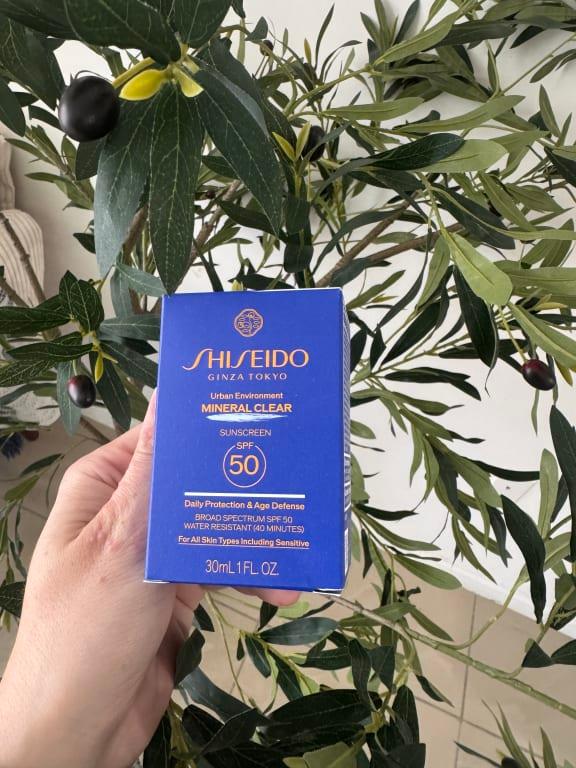 SHISEIDO
GINZA TOKYO
Urban Environment
MINERAL CLEAR
SUNSCREEN
SPF
50
Daily Protection & Age Defense
BROAD SPECTRUM SPF 50
WATER RESISTANT (40 MINUTES)
For All Skin Types Including Sensitive
30mL 1 FL. OZ.